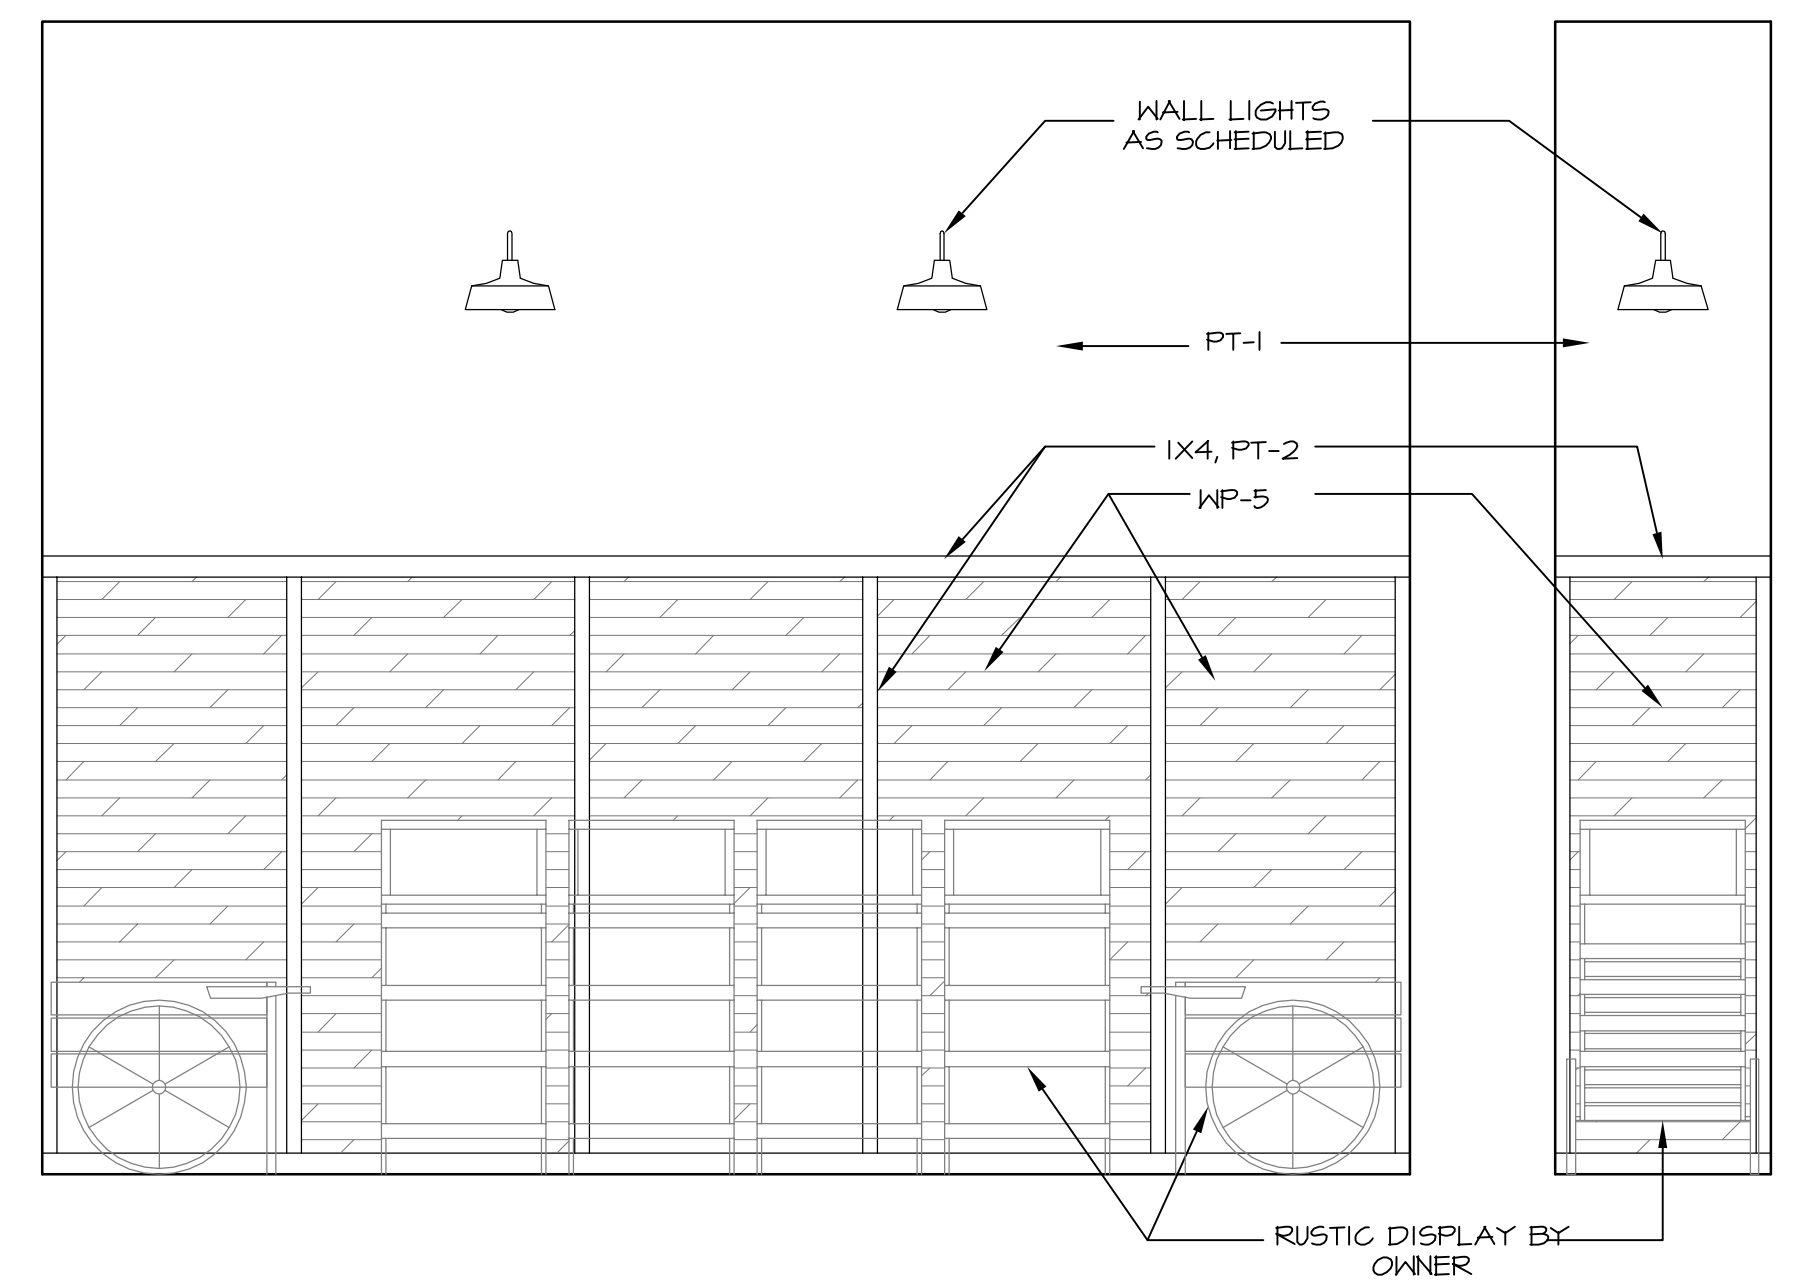 WALL LIGHTS
AS SCHEDULED
PT-1
1X4, PT-2
WP-5
RUSTIC DISPLAY BY
OWNER